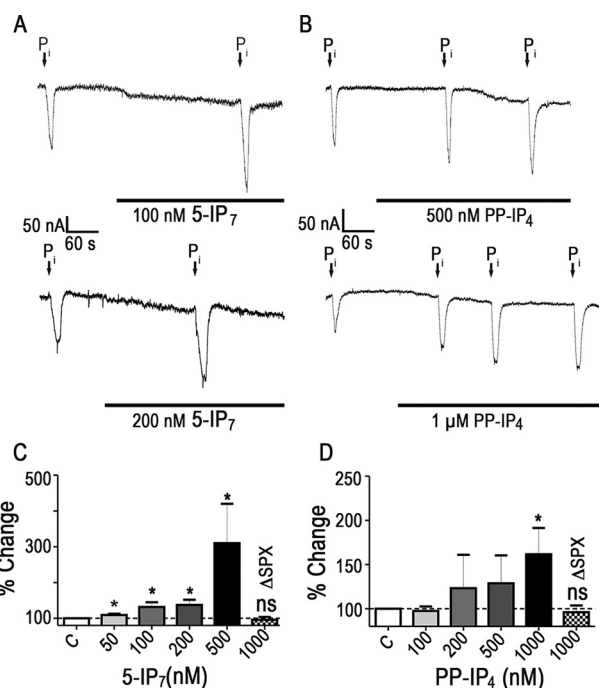 A
B
Pi
Pi
Pi
Pi
Pi
100 nM 5-IP7
500 nM PP-IP4
50 nA
60 s
50 nA
60 s
Pi
Pi
Pi
Pi
Pi
Pi
200 nM 5-IP7
1 µM PP-IP4
C
D
% Change
500
300
100
*
*
*
*
ΔSPX
ns
C
50
100
200
500
1000
5-IP7(nM)
% Change
250
200
150
100
50
*
ΔSPX
ns
C
100
200
500
1000
1000
PP-IP4 (nM)